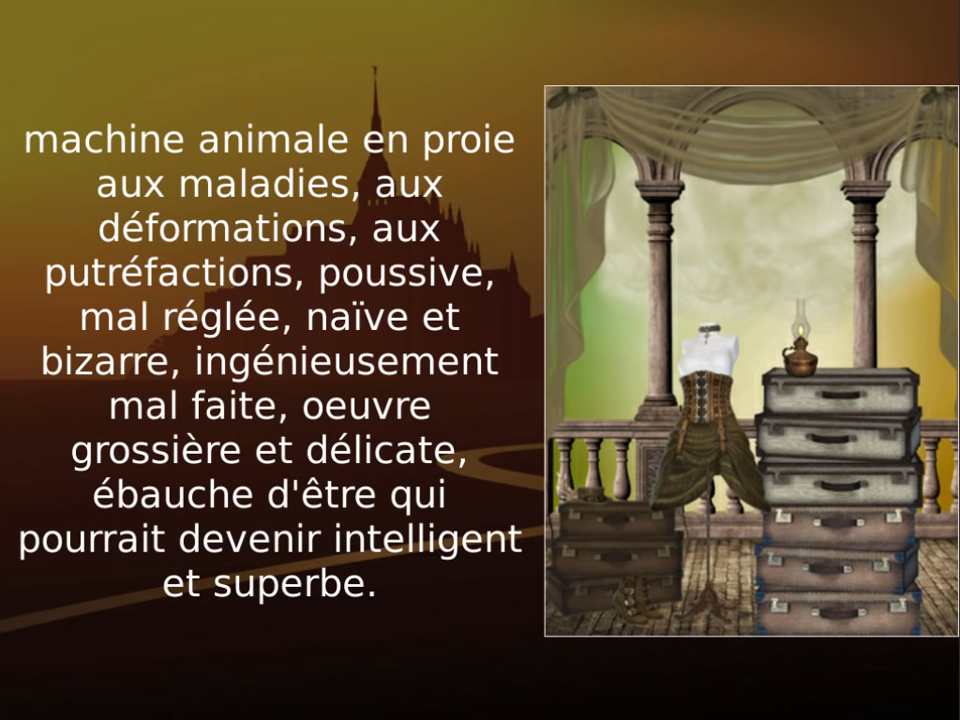 machine animale en proie
aux maladies, aux
déformations, aux
putréfactions, poussive,
mal réglée, naïve et
bizarre, ingénieusement
mal faite, oeuvre
grossière et délicate,
ébauche d'être qui
pourrait devenir intelligent
et superbe.